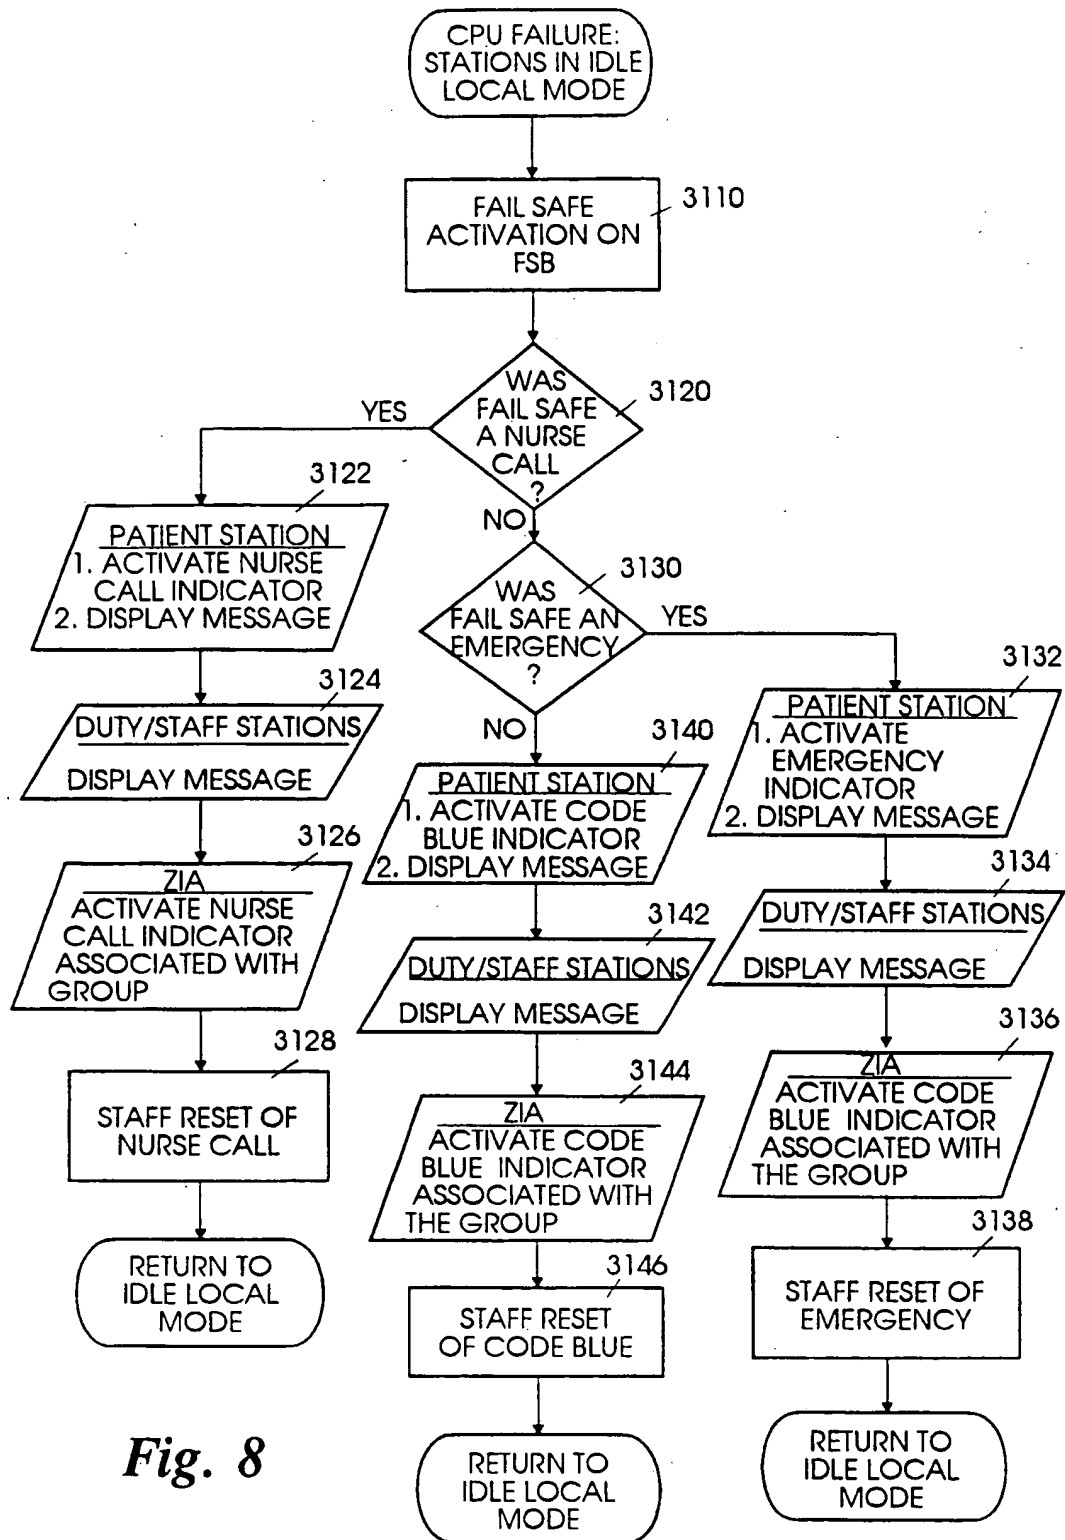 CPU FAILURE:
STATIONS IN IDLE
LOCAL MODE
FAIL SAFE
ACTIVATION ON
FSB
3110
WAS
FAIL SAFE
A NURSE
CALL
?
3120
YES
NO
3122
PATIENT STATION
1. ACTIVATE NURSE
CALL INDICATOR
2. DISPLAY MESSAGE
3124
DUTY/STAFF STATIONS
DISPLAY MESSAGE
3126
ZIA
ACTIVATE NURSE
CALL INDICATOR
ASSOCIATED WITH
GROUP
3128
STAFF RESET OF
NURSE CALL
RETURN TO
IDLE LOCAL
MODE
WAS
FAIL SAFE AN
EMERGENCY
?
3130
YES
NO
3140
PATIENT STATION
1. ACTIVATE CODE
BLUE INDICATOR
2. DISPLAY MESSAGE
3142
DUTY/STAFF STATIONS
DISPLAY MESSAGE
3144
ZIA
ACTIVATE CODE
BLUE INDICATOR
ASSOCIATED WITH
THE GROUP
3146
STAFF RESET
OF CODE BLUE
RETURN TO
IDLE LOCAL
MODE
3132
PATIENT STATION
1. ACTIVATE
EMERGENCY
INDICATOR
2. DISPLAY MESSAGE
3134
DUTY/STAFF STATIONS
DISPLAY MESSAGE
3136
ZIA
ACTIVATE CODE
BLUE INDICATOR
ASSOCIATED WITH
THE GROUP
3138
STAFF RESET OF
EMERGENCY
RETURN TO
IDLE LOCAL
MODE
Fig. 8